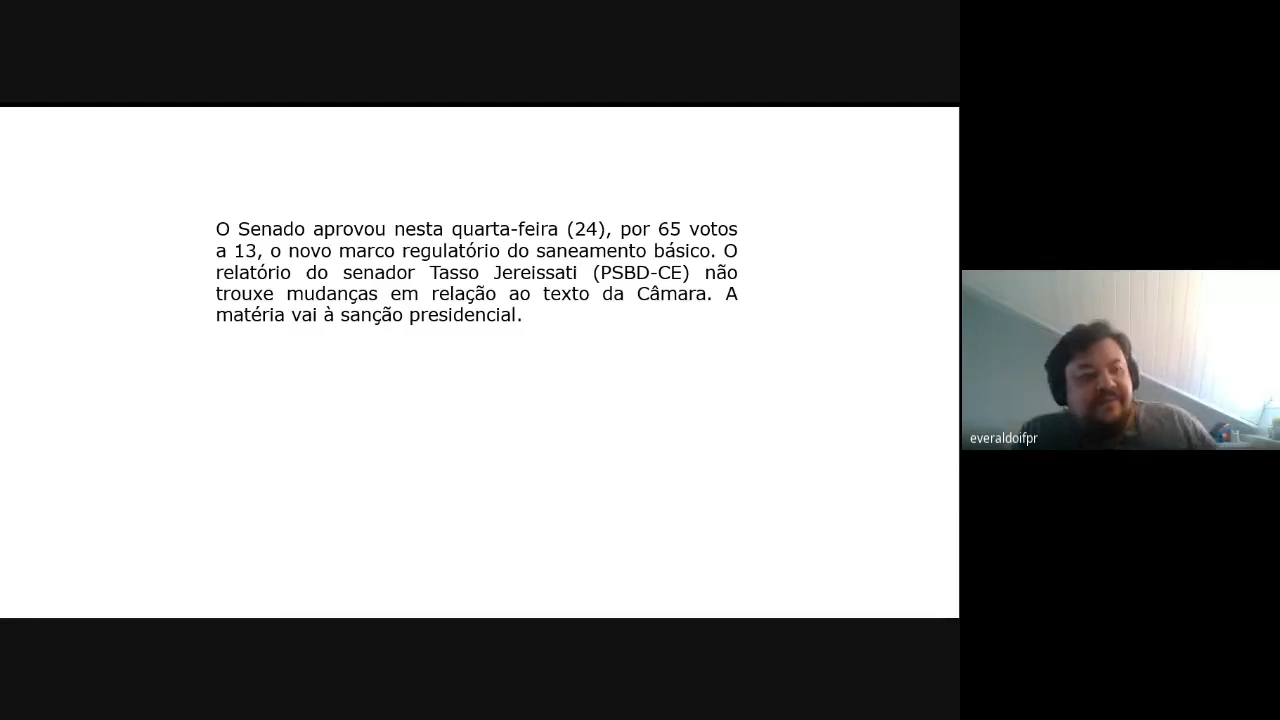 O Senado aprovou nesta quarta-feira (24), por 65 votos
a 13, o novo marco regulatório do saneamento básico. O
relatório do senador Tasso Jereissati (PSBD-CE) não
trouxe mudanças em relação ao texto da Câmara. A
matéria vai à sanção presidencial.
everaldoifpr